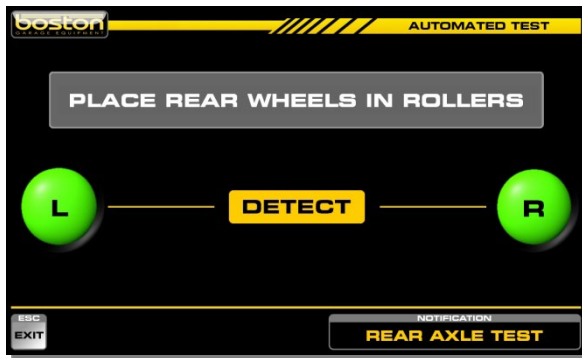 boston
GARAGE EQUIPMENT
AUTOMATED TEST
PLACE REAR WHEELS IN ROLLERS
L
DETECT
R
ESC
EXIT
NOTIFICATION
REAR AXLE TEST